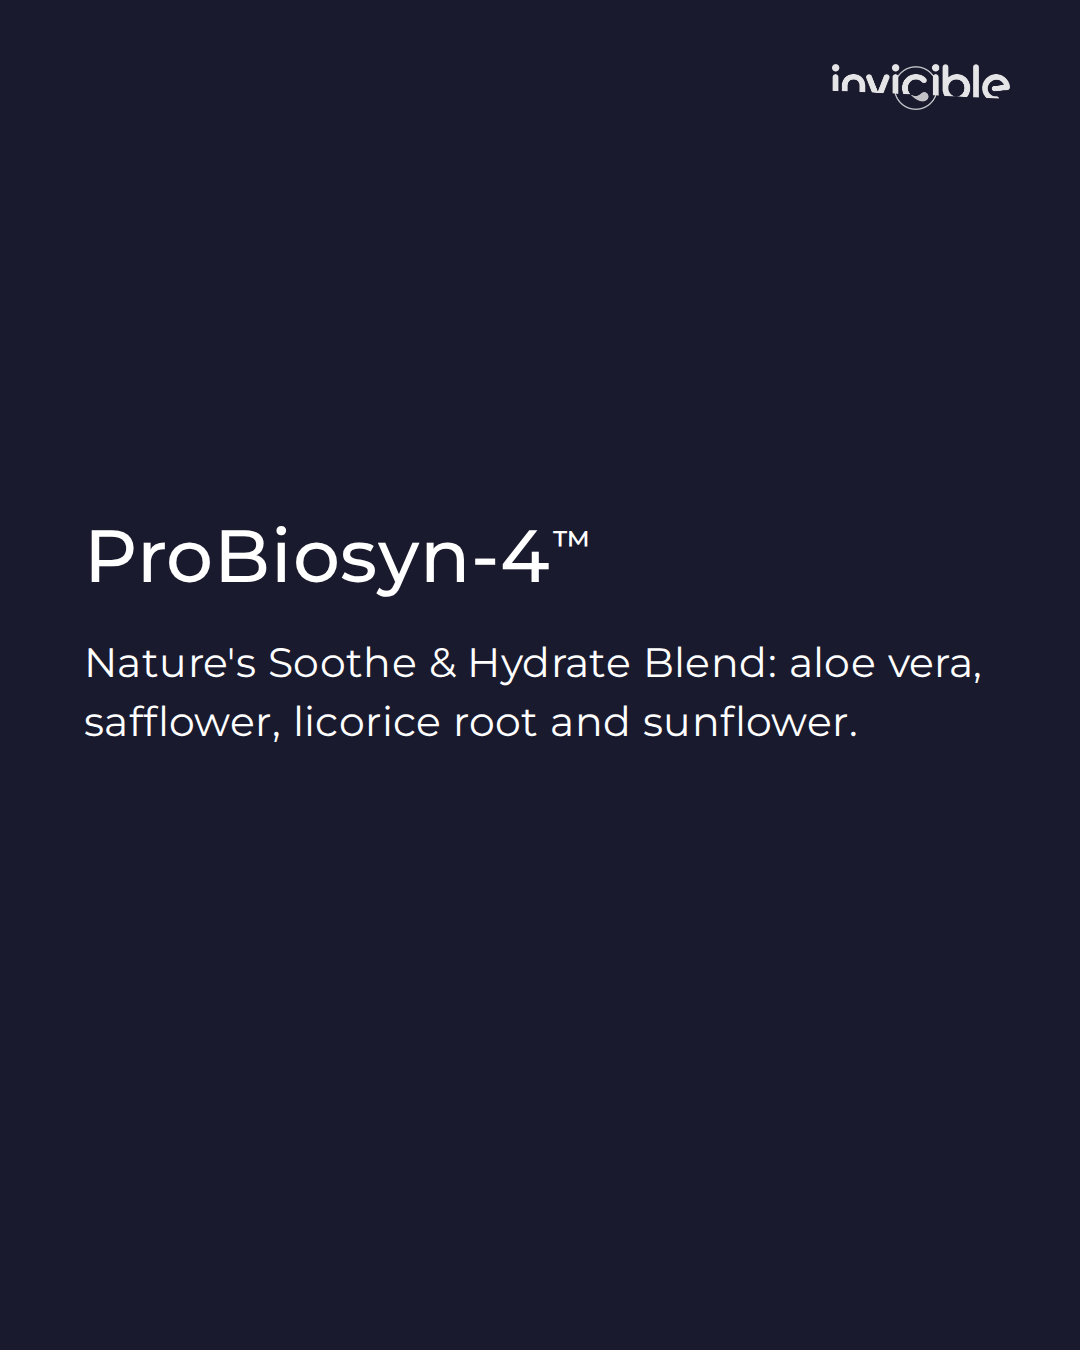 invicible
ProBiosyn-4™
Nature's Soothe & Hydrate Blend: aloe vera,
safflower, licorice root and sunflower.